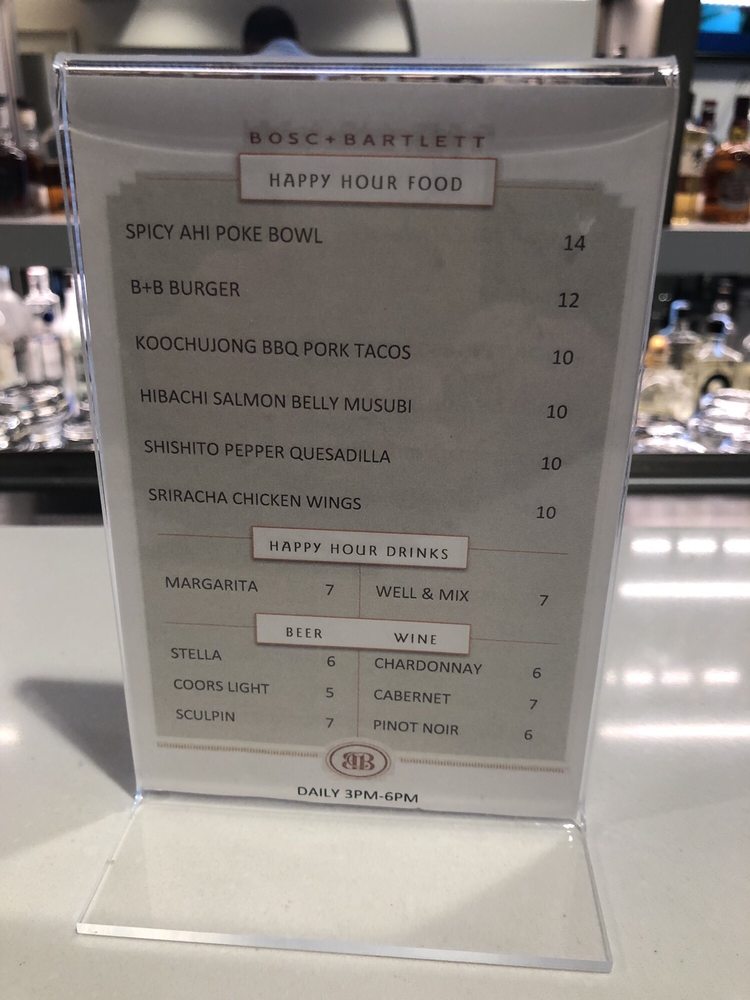 BOSC+BARTLETT
HAPPY HOUR FOOD
SPICY AHI POKE BOWL 14
B+B BURGER 12
KOOCHUJONG BBQ PORK TACOS 10
HIBACHI SALMON BELLY MUSUBI 10
SHISHITO PEPPER QUESADILLA 10
SRIRACHA CHICKEN WINGS 10
HAPPY HOUR DRINKS
MARGARITA 7 WELL & MIX 7
BEER WINE
STELLA 6 CHARDONNAY 6
COORS LIGHT 5 CABERNET 7
SCULPIN 7 PINOT NOIR 6
BB
DAILY 3PM-6PM